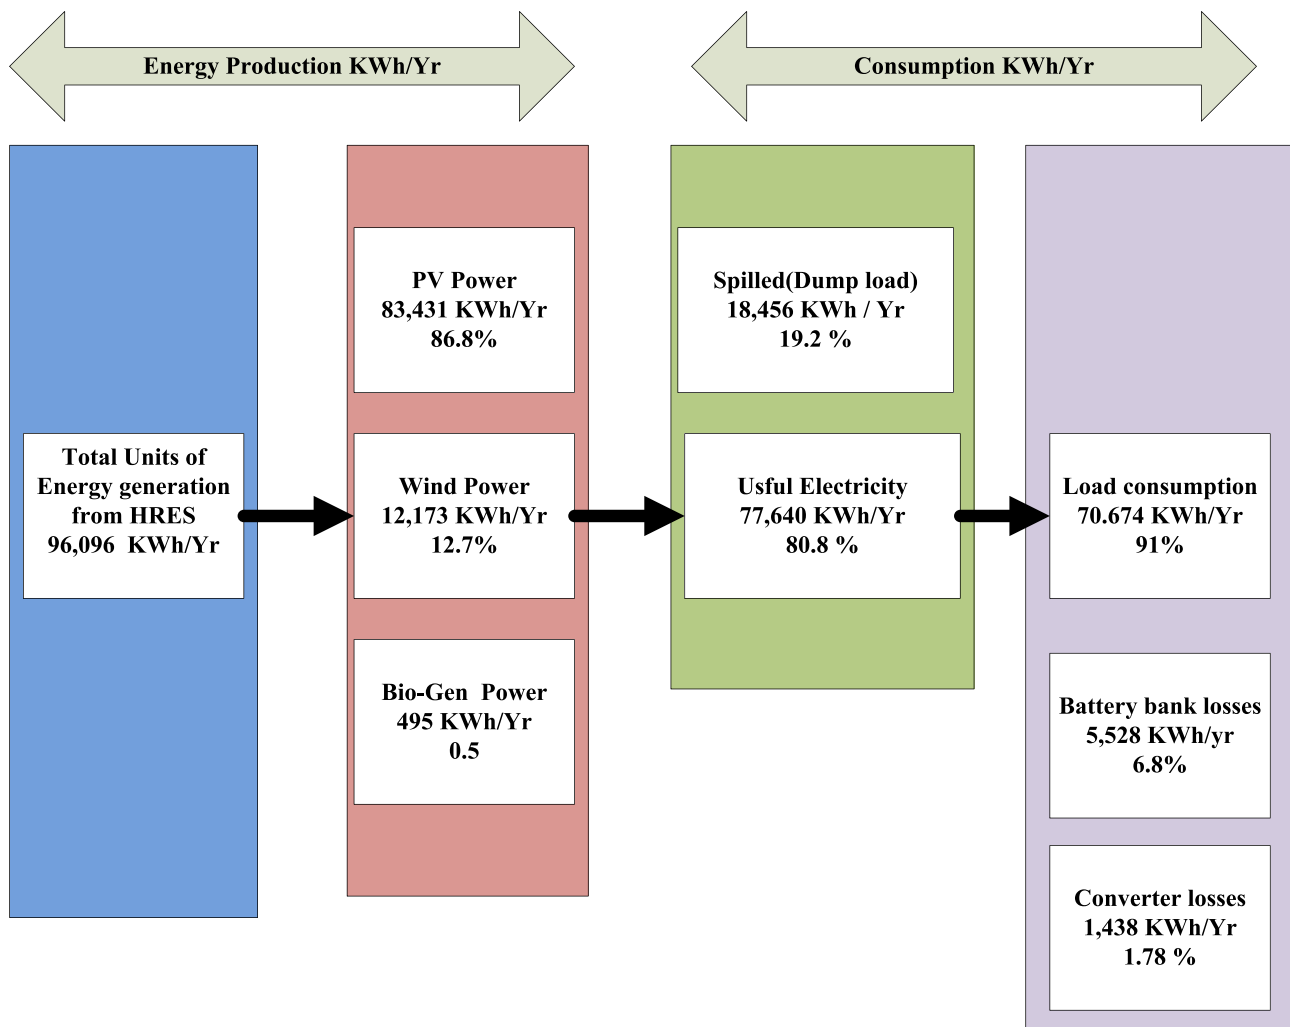 Energy Production KWh/Yr
Consumption KWh/Yr
Total Units of
Energy generation
from HRES
96,096 KWh/Yr
PV Power
83,431 KWh/Yr
86.8%
Wind Power
12,173 KWh/Yr
12.7%
Bio-Gen Power
495 KWh/Yr
0.5
Spilled(Dump load)
18,456 KWh / Yr
19.2 %
Usful Electricity
77,640 KWh/Yr
80.8 %
Load consumption
70.674 KWh/Yr
91%
Battery bank losses
5,528 KWh/yr
6.8%
Converter losses
1,438 KWh/Yr
1.78 %